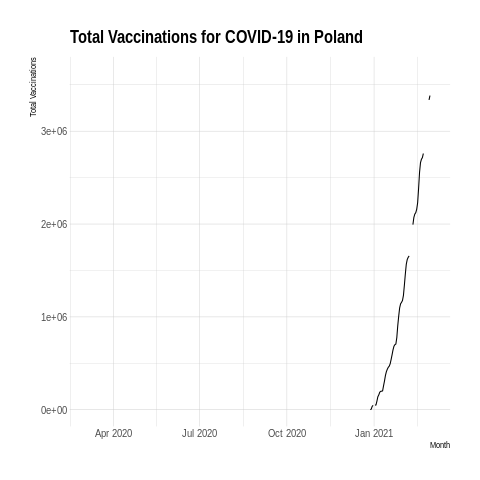 Total Vaccinations for COVID-19 in Poland
Total Vaccinations
3e+06
2e+06
1e+06
0e+00
Apr 2020
Jul 2020
Oct 2020
Jan 2021
Month